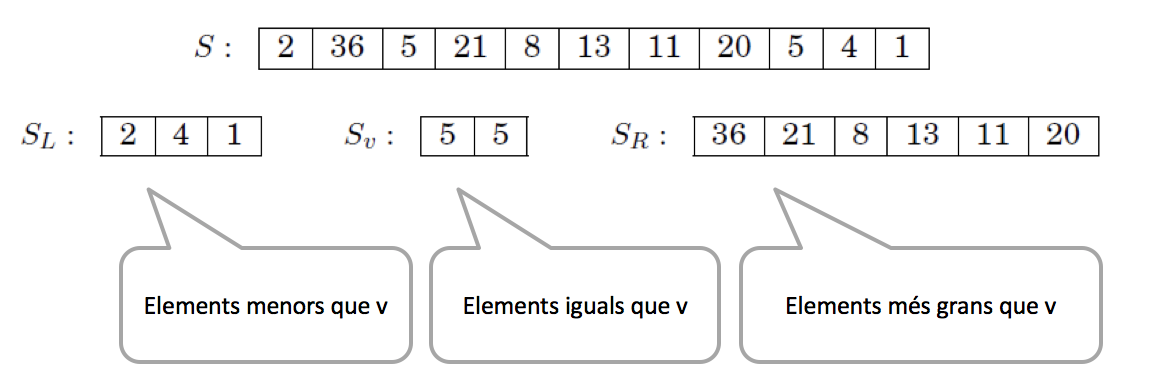 S : 2 36 5 21 8 13 11 20 5 4 1
S_L : 2 4 1 S_v : 5 5 S_R : 36 21 8 13 11 20
Elements menors que v Elements iguals que v Elements més grans que v